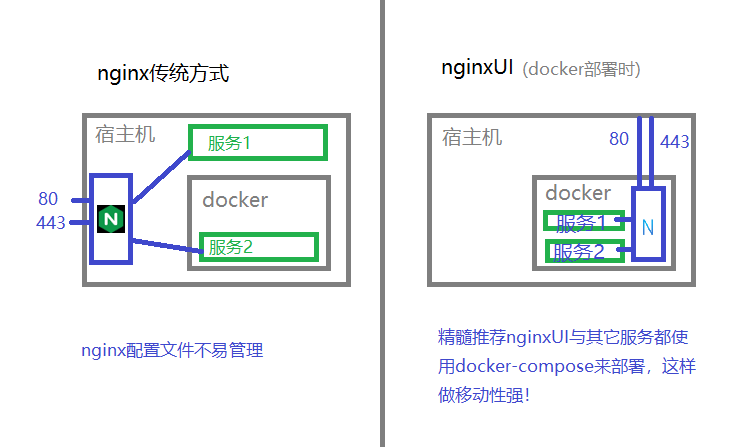 nginx传统方式
宿主机
服务1
docker
服务2
80
443
N
nginx配置文件不易管理
nginxUI (docker部署时)
宿主机
80
443
docker
服务1
服务2
N
精髓推荐nginxUI与其它服务都使
用docker-compose来部署，这样
做移动性强！